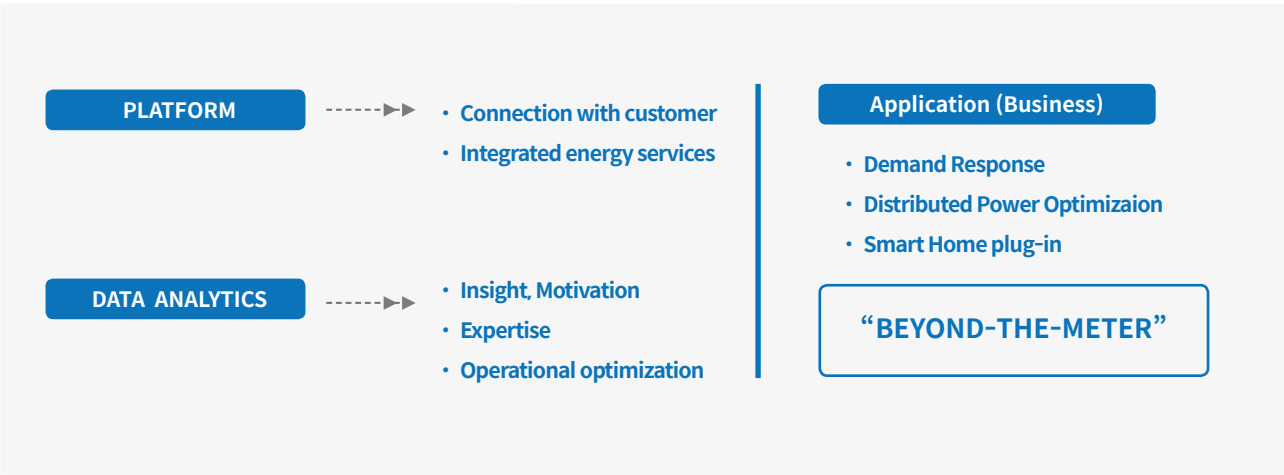 PLATFORM
· Connection with customer
· Integrated energy services
DATA ANALYTICS
· Insight, Motivation
· Expertise
· Operational optimization
Application (Business)
· Demand Response
· Distributed Power Optimizaion
· Smart Home plug-in
“BEYOND-THE-METER”